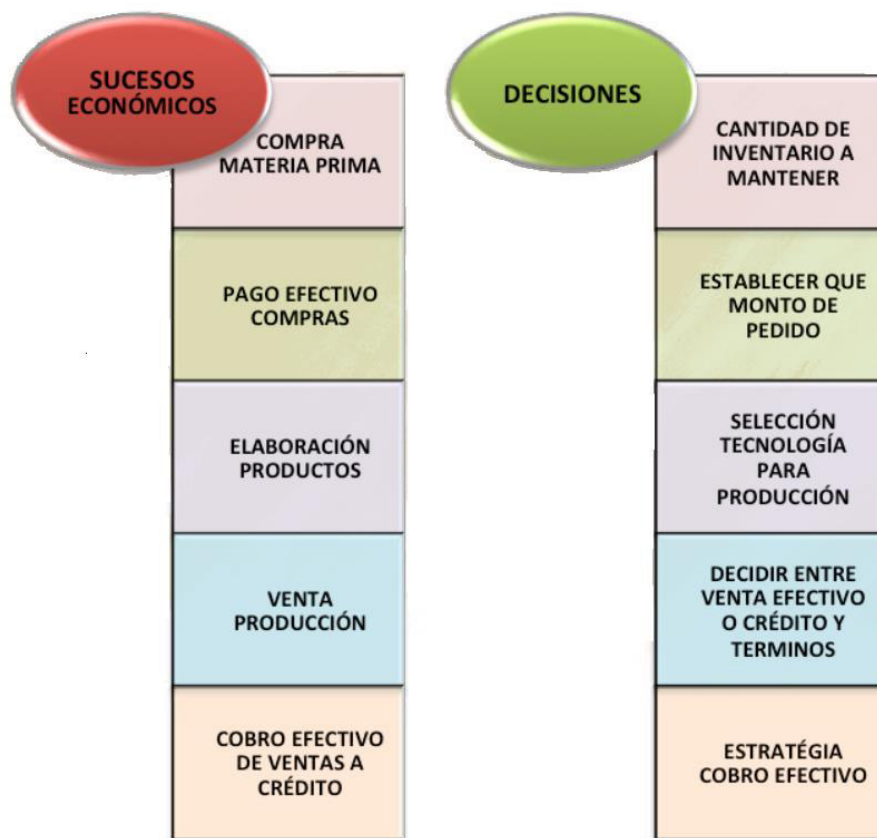 SUCESOS
ECONÓMICOS
COMPRA
MATERIA PRIMA
PAGO EFECTIVO
COMPRAS
ELABORACIÓN
PRODUCTOS
VENTA
PRODUCCIÓN
COBRO EFECTIVO
DE VENTAS A
CRÉDITO
DECISIONES
CANTIDAD DE
INVENTARIO A
MANTENER
ESTABLECER QUE
MONTO DE
PEDIDO
SELECCIÓN
TECNOLOGÍA
PARA
PRODUCCIÓN
DECIDIR ENTRE
VENTA EFECTIVO
O CRÉDITO Y
TERMINOS
ESTRATÉGIA
COBRO EFECTIVO